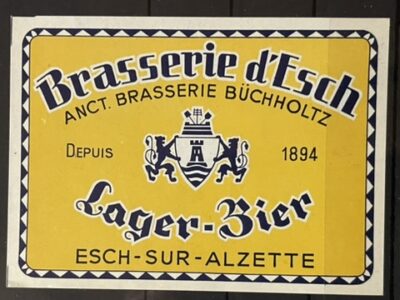 Brasserie d'Esch
ANCT. BRASSERIE BÜCHHOLTZ
DEPUIS 1894
Lager-Bier
ESCH-SUR-ALZETTE